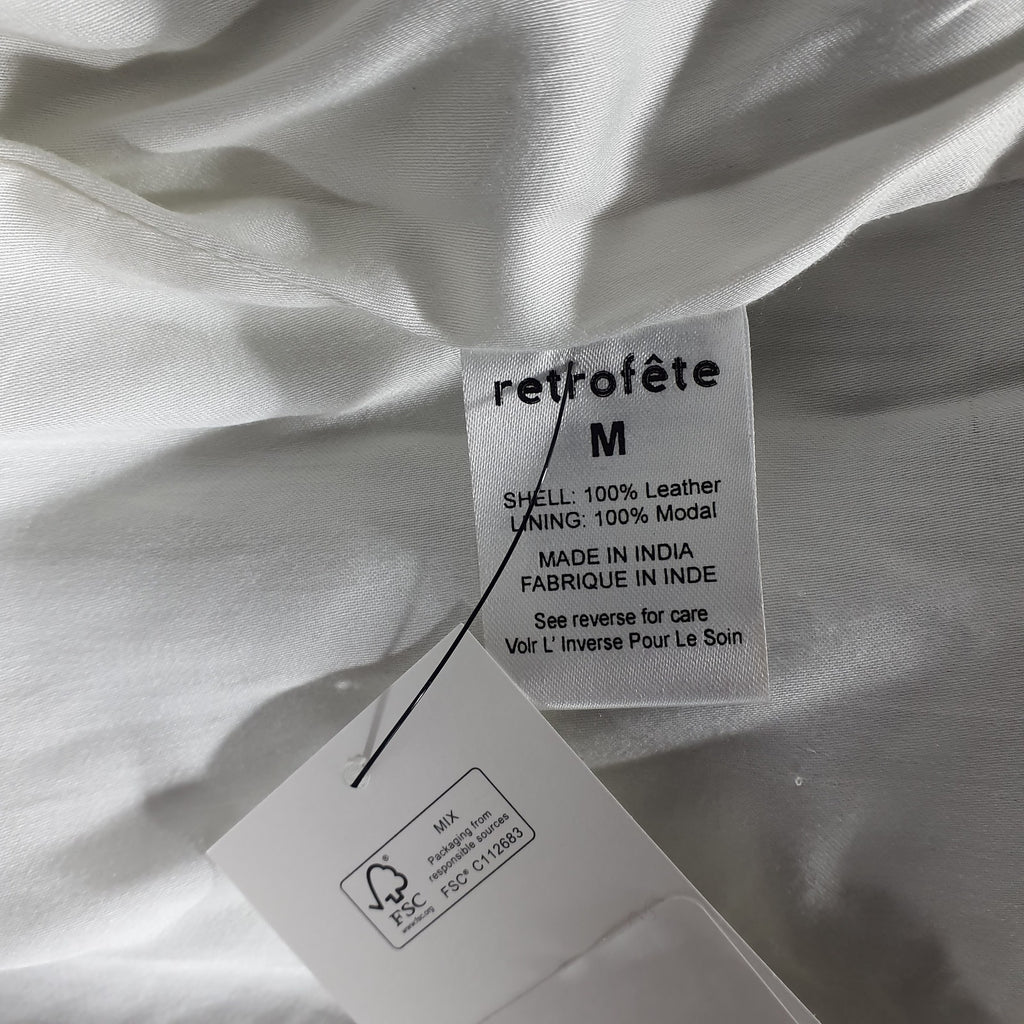 retrofête
M
SHELL: 100% Leather
LINING: 100% Modal
MADE IN INDIA
FABRIQUE IN INDE
See reverse for care
Voir L' Inverse Pour Le Soin
MIX
Packaging from
responsible sources
FSC® C112683
FSC
www.fsc.org